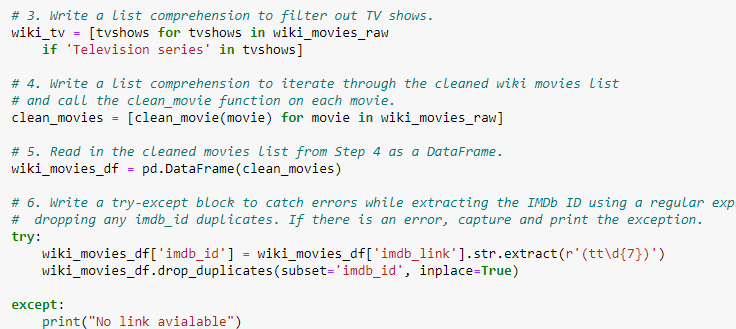 # 3. Write a list comprehension to filter out TV shows.
wiki_tv = [tvshows for tvshows in wiki_movies_raw
    if 'Television series' in tvshows]
# 4. Write a list comprehension to iterate through the cleaned wiki movies list
# and call the clean_movie function on each movie.
clean_movies = [clean_movie(movie) for movie in wiki_movies_raw]
# 5. Read in the cleaned movies list from Step 4 as a DataFrame.
wiki_movies_df = pd.DataFrame(clean_movies)
# 6. Write a try-except block to catch errors while extracting the IMDb ID using a regular exp
#  dropping any imdb_id duplicates. If there is an error, capture and print the exception.
try:
    wiki_movies_df['imdb_id'] = wiki_movies_df['imdb_link'].str.extract(r'(tt\d{7})')
    wiki_movies_df.drop_duplicates(subset='imdb_id', inplace=True)
except:
    print("No link avialable")